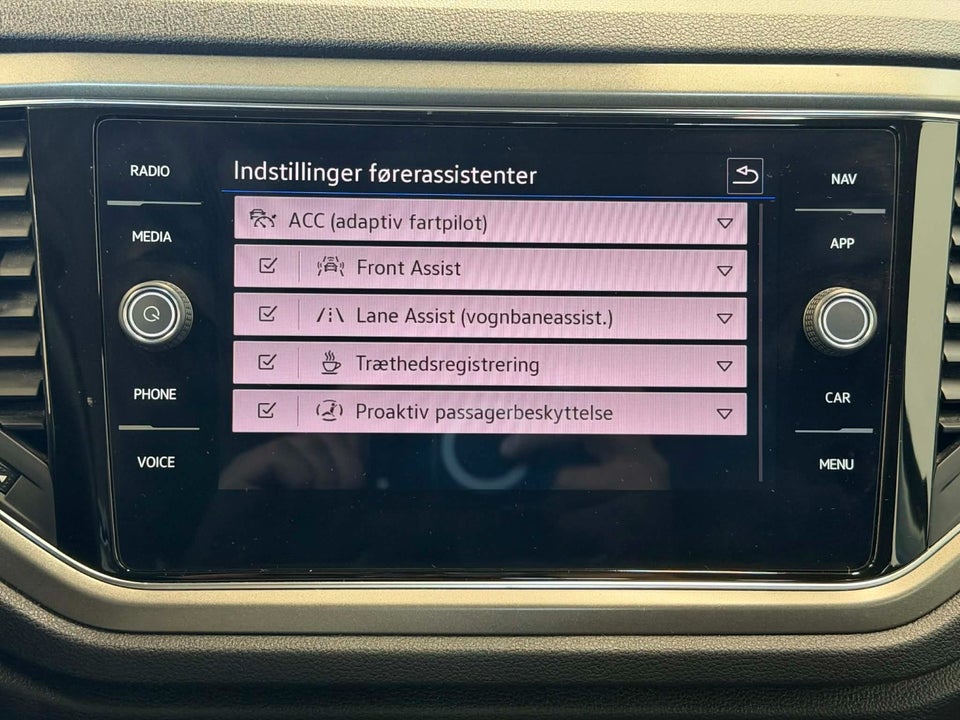 RADIO
MEDIA
PHONE
VOICE
Indstillinger førerassistenter
ACC (adaptiv fartpilot)
Front Assist
Lane Assist (vognbaneassist.)
Træthedsregistrering
Proaktiv passagerbeskyttelse
NAV
APP
CAR
MENU